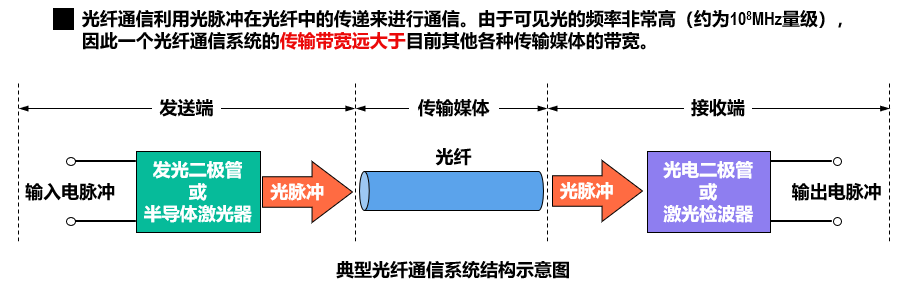 光纤通信利用光脉冲在光纤中的传递来进行通信。由于可见光的频率非常高（约为10⁸MHz量级），
因此一个光纤通信系统的传输带宽远大于目前其他各种传输媒体的带宽。
发送端
传输媒体
接收端
输入电脉冲
发光二极管
或
半导体激光器
光脉冲
光纤
光脉冲
光电二极管
或
激光检波器
输出电脉冲
典型光纤通信系统结构示意图